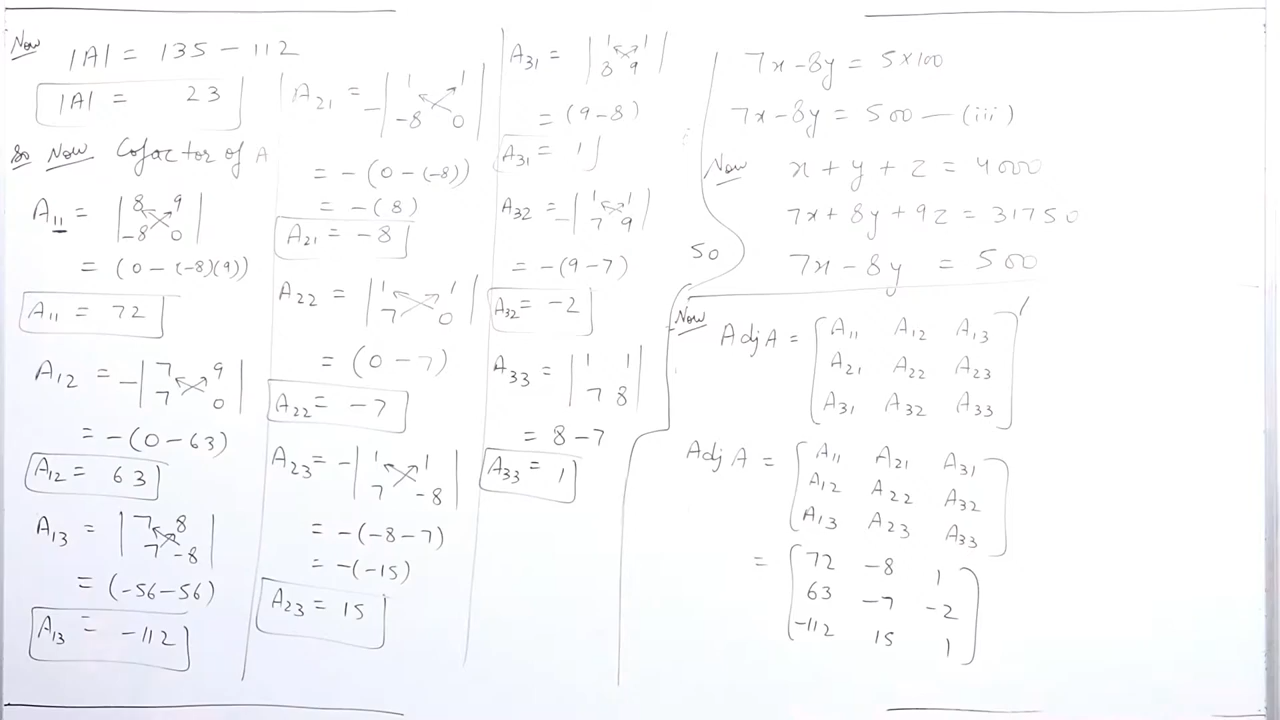 Now
|A| = 135 - 112
|A| = 23
So Now Cofactor of A
A11 = |8 9|
|-8 0|
= (0-(-8)(9))
A11 = 72
A12 = -|7 9|
|7 0|
= -(0-63)
A12 = 63
A13 = |7 8|
|7 -8|
= (-56-56)
A13 = -112
A21 = -|1 1|
|-8 0|
= -(0-(-8))
= -(8)
A21 = -8
A22 = |1 1|
|7 0|
= (0-7)
A22 = -7
A23 = -|1 1|
|7 -8|
= -(-8-7)
= -(-15)
A23 = 15
A31 = |1 1|
|8 9|
= (9-8)
A31 = 1
A32 = -|1 1|
|7 9|
= -(9-7)
A32 = -2
A33 = |1 1|
|7 8|
= 8-7
A33 = 1
7x-8y = 5×100
7x-8y = 500 — (iii)
Now x + y + z = 4000
7x + 8y + 9z = 31750
So 7x - 8y = 500
Now
Adj A = [A11 A12 A13]'
[A21 A22 A23]
[A31 A32 A33]
Adj A = [A11 A21 A31]
[A12 A22 A32]
[A13 A23 A33]
= [72 -8 1]
[63 -7 -2]
[-112 15 1]